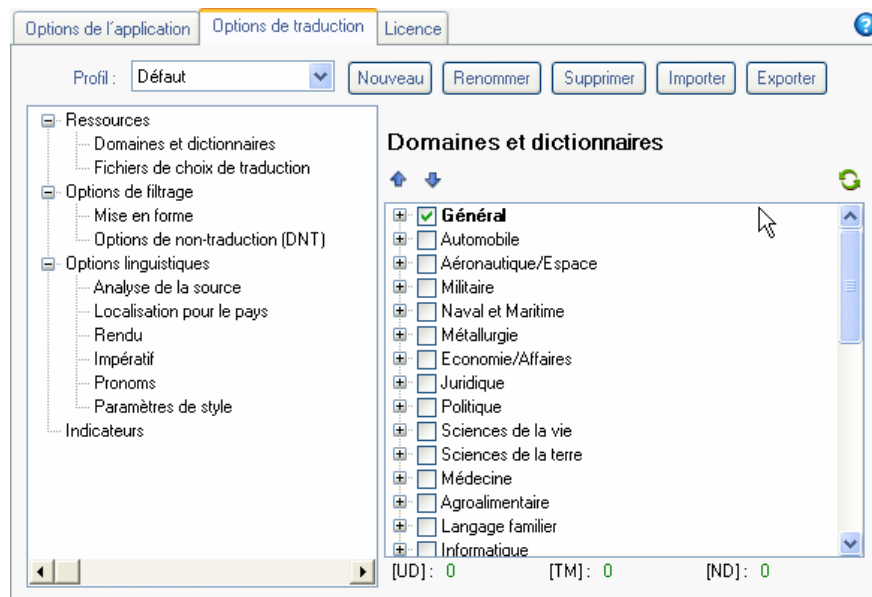 Options de l´application Options de traduction Licence
Profil : Défaut Nouveau Renommer Supprimer Importer Exporter
Ressources
Domaines et dictionnaires
Fichiers de choix de traduction
Options de filtrage
Mise en forme
Options de non-traduction (DNT)
Options linguistiques
Analyse de la source
Localisation pour le pays
Rendu
Impératif
Pronoms
Paramètres de style
Indicateurs
Domaines et dictionnaires
Général
Automobile
Aéronautique/Espace
Militaire
Naval et Maritime
Métallurgie
Economie/Affaires
Juridique
Politique
Sciences de la vie
Sciences de la terre
Médecine
Agroalimentaire
Langage familier
Informatique
[UD] : 0 [TM] : 0 [ND] : 0